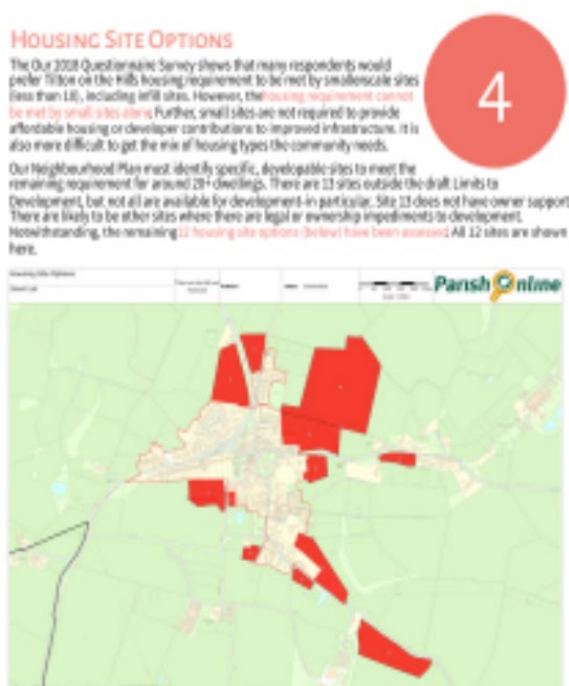 HOUSING SITE OPTIONS
The Our 2018 Questionnaire Survey shows that many respondents would
prefer Tilton on the Hills housing requirement to be met by smallerscale sites
(less than 10), including infill sites. However, the housing requirement cannot
be met by small sites alone. Further, small sites are not required to provide
affordable housing or developer contributions to improved infrastructure. It is
also more difficult to get the mix of housing types the community needs.
4
Our Neighbourhood Plan must identify specific, developable sites to meet the
remaining requirement for around 20+ dwellings. There are 13 sites outside the draft Limits to
Development, but not all are available for development-in particular, Site 13 does not have owner support.
There are likely to be other sites where there are legal or ownership impediments to development.
Notwithstanding, the remaining 12 housing site options (below) have been assessed. All 12 sites are shown
here.
Housing Site Options
Parish Online